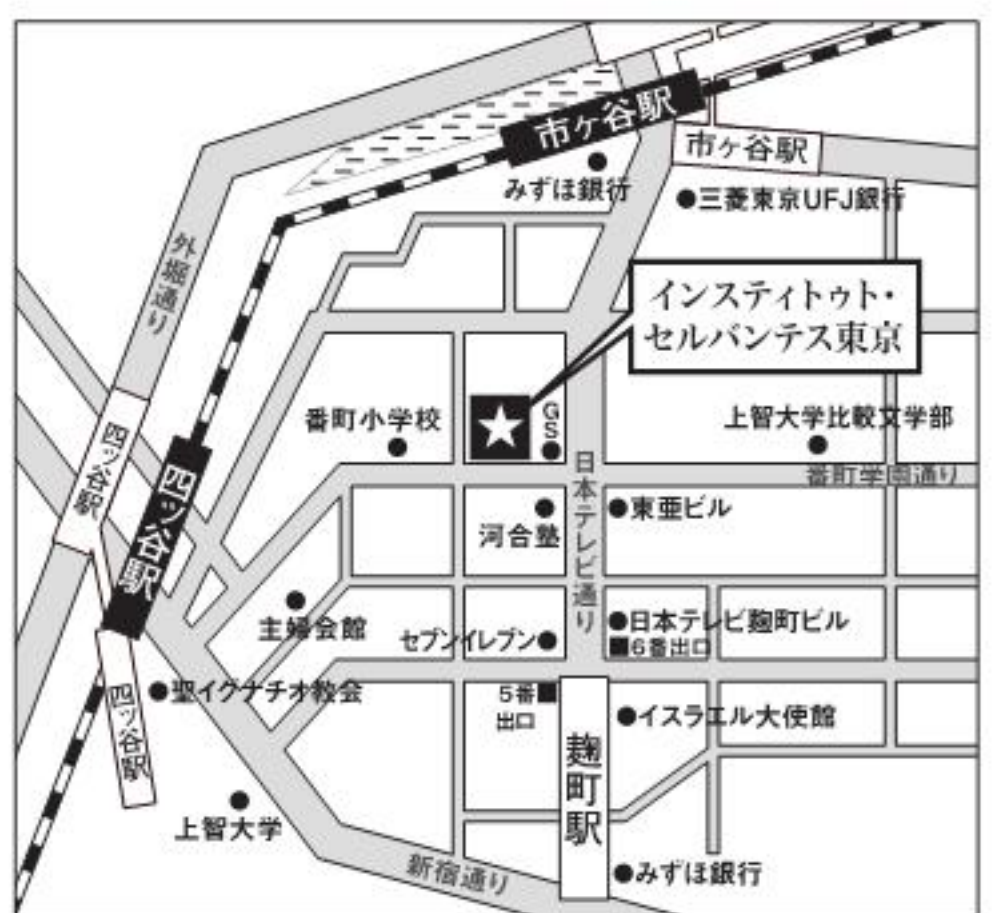 市ヶ谷駅
市ヶ谷駅
みずほ銀行
三菱東京UFJ銀行
外堀通り
インスティトゥト・
セルバンテス東京
番町小学校
GS
上智大学比較文学部
番町学園通り
四ッ谷駅
四ッ谷駅
日本テレビ通り
河合塾
東亜ビル
主婦会館
セブンイレブン
日本テレビ麹町ビル
6番出口
聖イグナチオ教会
四ッ谷駅
5番
出口
イスラエル大使館
麹町駅
上智大学
新宿通り
みずほ銀行